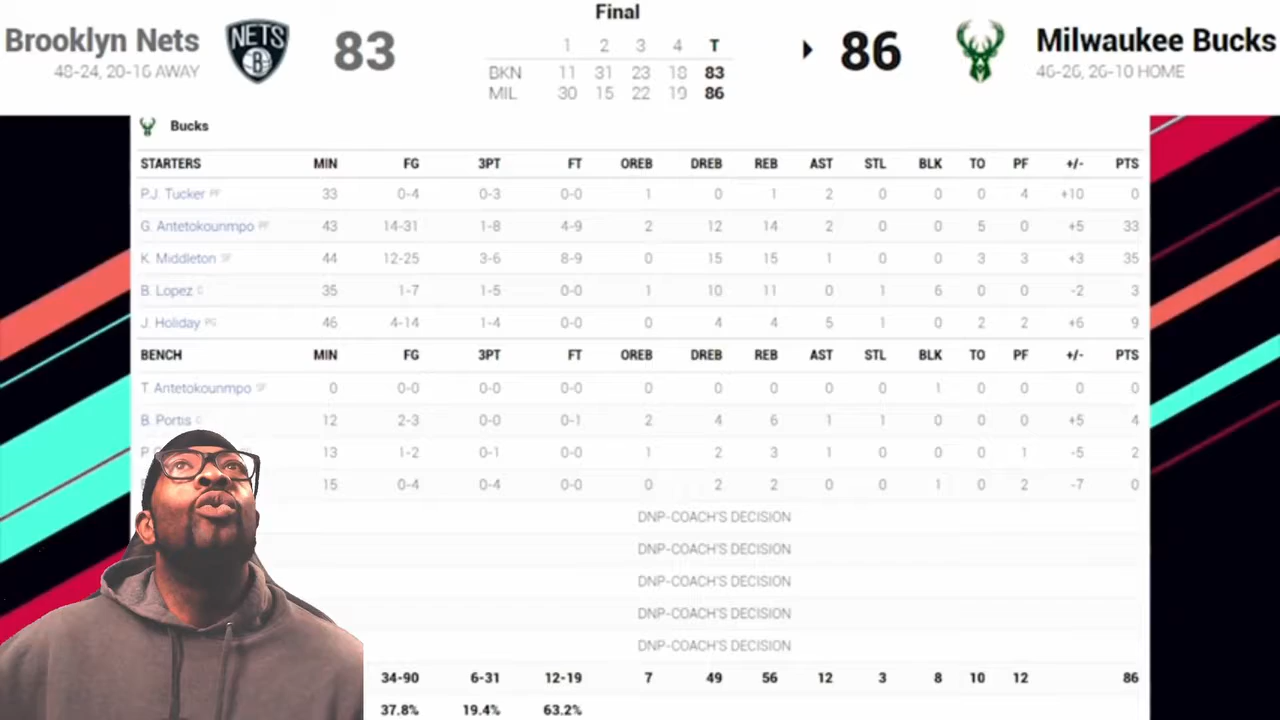 Final
Brooklyn Nets NETS B 83 86 Milwaukee Bucks
48-24, 20-16 AWAY 46-26, 26-10 HOME
1 2 3 4 T
BKN 11 31 23 18 83
MIL 30 15 22 19 86
Bucks
STARTERS MIN FG 3PT FT OREB DREB REB AST STL BLK TO PF +/- PTS
P.J. Tucker PF 33 0-4 0-3 0-0 1 0 1 2 0 0 0 4 +10 0
G. Antetokounmpo PF 43 14-31 1-8 4-9 2 12 14 2 0 0 5 0 +5 33
K. Middleton SF 44 12-25 3-6 8-9 0 15 15 1 0 0 3 3 +3 35
B. Lopez C 35 1-7 1-5 0-0 1 10 11 0 1 6 0 0 -2 3
J. Holiday PG 46 4-14 1-4 0-0 0 4 4 5 1 0 2 2 +6 9
BENCH MIN FG 3PT FT OREB DREB REB AST STL BLK TO PF +/- PTS
T. Antetokounmpo SF 0 0-0 0-0 0-0 0 0 0 0 0 1 0 0 0 0
B. Portis C 12 2-3 0-0 0-1 2 4 6 1 1 0 0 0 +5 4
13 1-2 0-1 0-0 1 2 3 1 0 0 0 1 -5 2
15 0-4 0-4 0-0 0 2 2 0 0 1 0 2 -7 0
DNP-COACH'S DECISION
DNP-COACH'S DECISION
DNP-COACH'S DECISION
DNP-COACH'S DECISION
DNP-COACH'S DECISION
34-90 6-31 12-19 7 49 56 12 3 8 10 12 86
37.8% 19.4% 63.2%